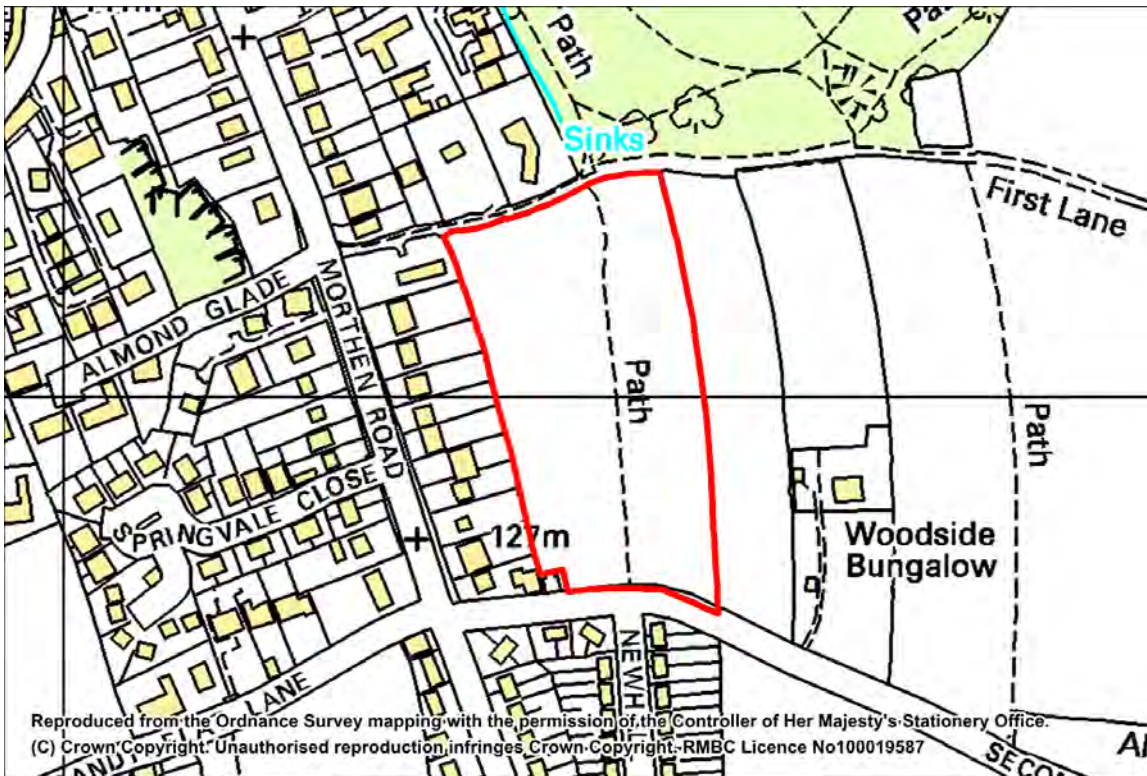 Path
Path
Sinks
First Lane
MORTHEN ROAD
ALMOND GLADE
Path
Path
SPRINGVALE CLOSE
127m
Woodside
Bungalow
LANE
Reproduced from the Ordnance Survey mapping with the permission of the Controller of Her Majesty's Stationery Office.
(C) Crown Copyright. Unauthorised reproduction infringes Crown Copyright. RMBC Licence No100019587